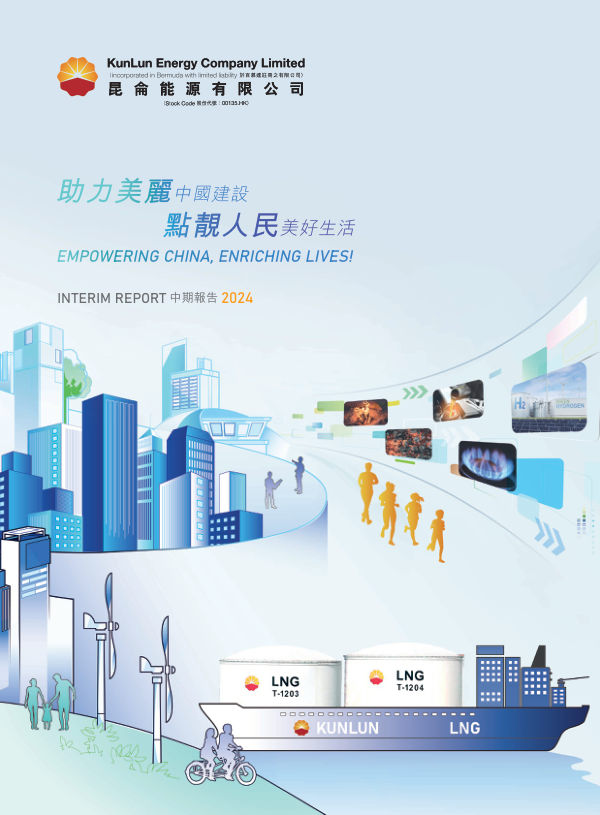 KunLun Energy Company Limited
(incorporated in Bermuda with limited liability 於百慕達註冊之有限公司)
昆侖能源有限公司
(Stock Code 股份代號：00135.HK)
助力美麗中國建設
點靚人民美好生活
EMPOWERING CHINA, ENRICHING LIVES!
INTERIM REPORT 中期報告 2024
H2
HYDROGEN
LNG
T-1203
LNG
T-1204
KUNLUN LNG